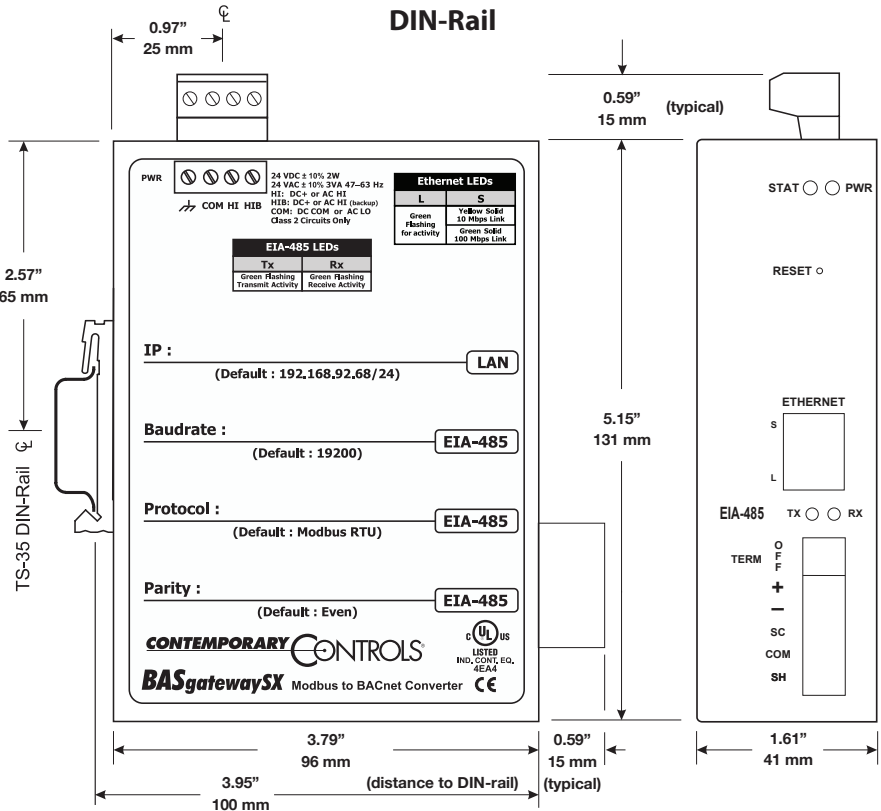 DIN-Rail
℄
0.97”
25 mm
0.59”
15 mm
(typical)
PWR
COM HI HIB
24 VDC ± 10% 2W
24 VAC ± 10% 3VA 47–63 Hz
HI: DC+ or AC HI
HIB: DC+ or AC HI (backup)
COM: DC COM or AC LO
Class 2 Circuits Only
Ethernet LEDs
L S
Green Flashing for activity
Yellow Solid
10 Mbps Link
Green Solid
100 Mbps Link
EIA-485 LEDs
Tx Rx
Green Flashing Green Flashing
Transmit Activity Receive Activity
2.57”
65 mm
TS-35 DIN-Rail ℄
IP :
LAN
(Default : 192.168.92.68/24)
Baudrate :
EIA-485
(Default : 19200)
Protocol :
EIA-485
(Default : Modbus RTU)
Parity :
EIA-485
(Default : Even)
CONTEMPORARY CONTROLS®
C UL US
LISTED
IND. CONT. EQ.
4EA4
BASgatewaySX Modbus to BACnet Converter CE
5.15”
131 mm
STAT PWR
RESET
ETHERNET
S
L
EIA-485 TX RX
TERM OFF
+
–
SC
COM
SH
3.79”
96 mm
0.59”
15 mm
(typical)
3.95”
100 mm
(distance to DIN-rail)
1.61”
41 mm